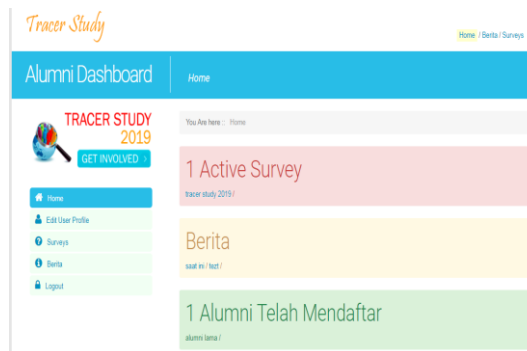 Tracer Study
Home / Berita / Surveys
Alumni Dashboard
Home
TRACER STUDY
2019
GET INVOLVED >
You Are here :: Home
Home
Edit User Profile
Surveys
Berita
Logout
1 Active Survey
tracer study 2019 /
Berita
saat ini / tezt /
1 Alumni Telah Mendaftar
alumni lama /